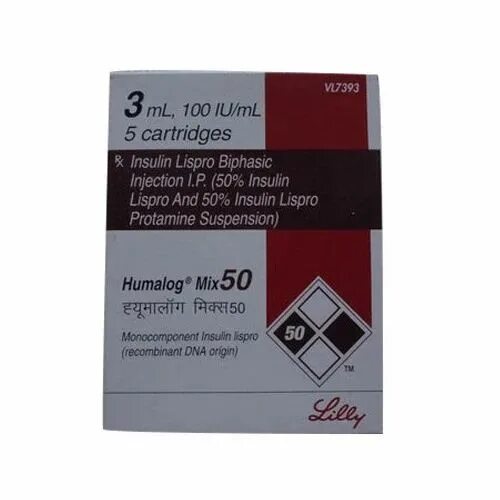 VL7393
3 mL, 100 IU/mL
5 cartridges
℞ Insulin Lispro Biphasic
Injection I.P. (50% Insulin
Lispro And 50% Insulin Lispro
Protamine Suspension)
Humalog® Mix50
ह्यूमालॉग मिक्स50
Monocomponent Insulin lispro
(recombinant DNA origin)
50
TM
Lilly